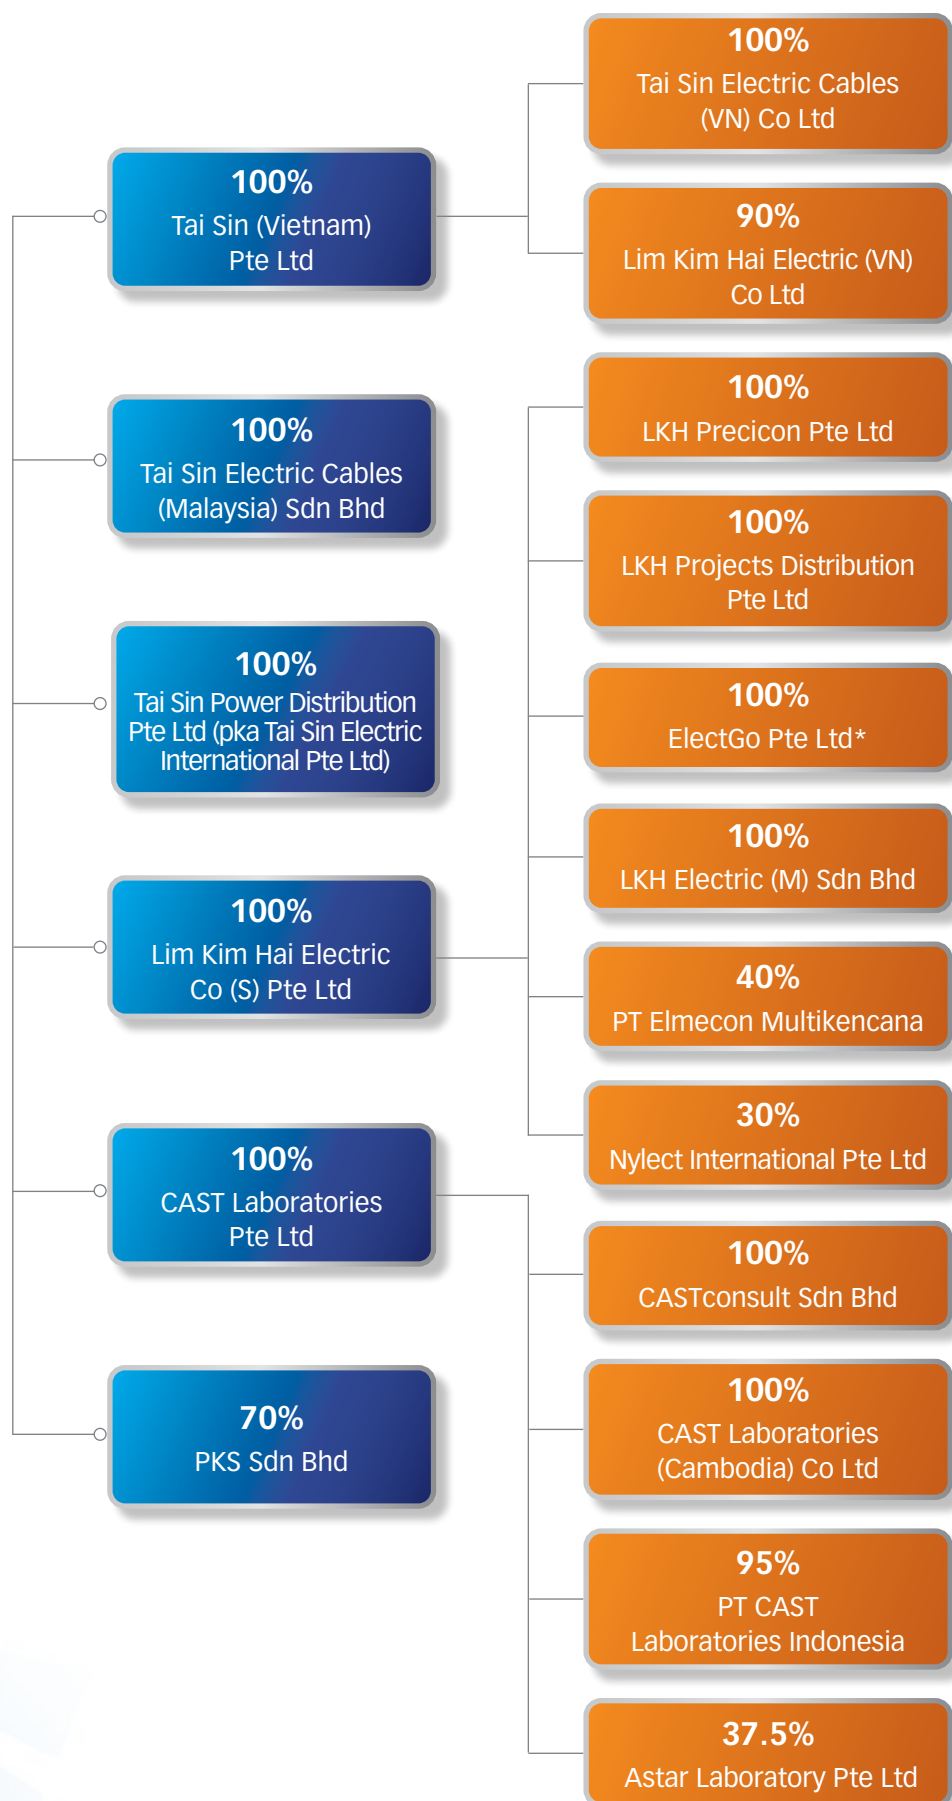 100%
Tai Sin (Vietnam)
Pte Ltd
100%
Tai Sin Electric Cables
(Malaysia) Sdn Bhd
100%
Tai Sin Power Distribution
Pte Ltd (pka Tai Sin Electric
International Pte Ltd)
100%
Lim Kim Hai Electric
Co (S) Pte Ltd
100%
CAST Laboratories
Pte Ltd
70%
PKS Sdn Bhd
100%
Tai Sin Electric Cables
(VN) Co Ltd
90%
Lim Kim Hai Electric (VN)
Co Ltd
100%
LKH Precicon Pte Ltd
100%
LKH Projects Distribution
Pte Ltd
100%
ElectGo Pte Ltd*
100%
LKH Electric (M) Sdn Bhd
40%
PT Elmecon Multikencana
30%
Nylect International Pte Ltd
100%
CASTconsult Sdn Bhd
100%
CAST Laboratories
(Cambodia) Co Ltd
95%
PT CAST
Laboratories Indonesia
37.5%
Astar Laboratory Pte Ltd